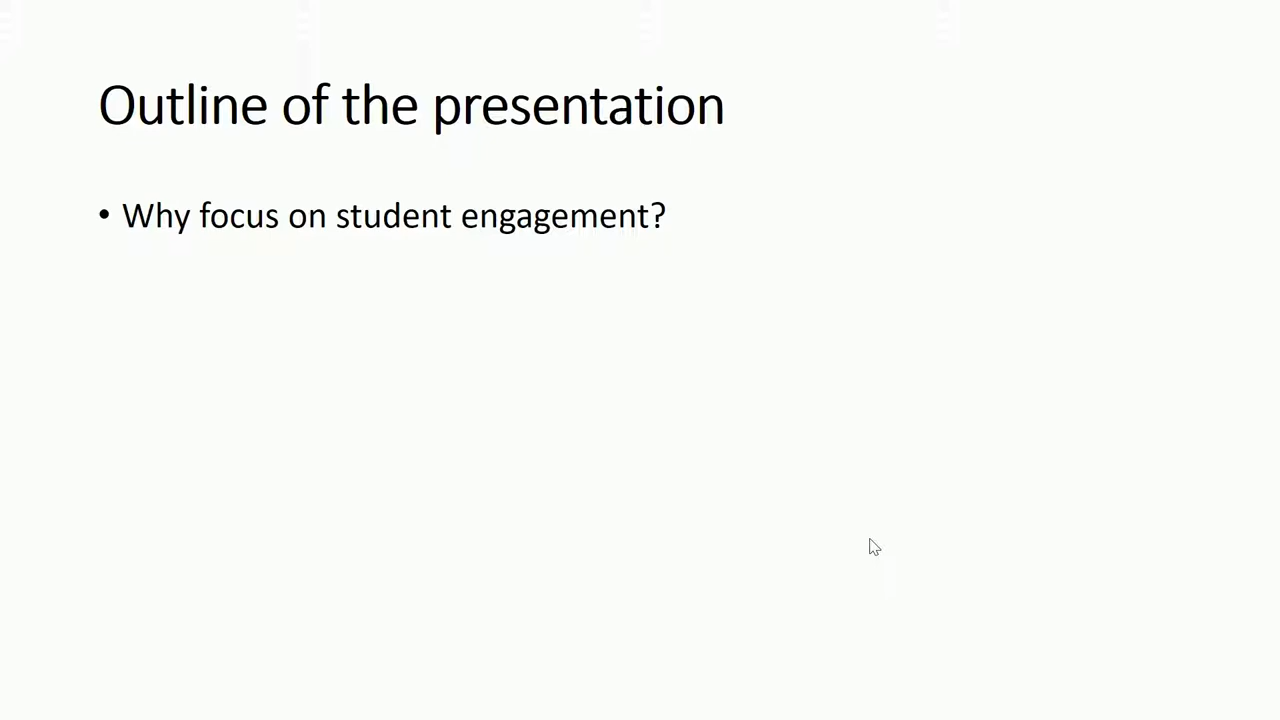 Outline of the presentation
• Why focus on student engagement?